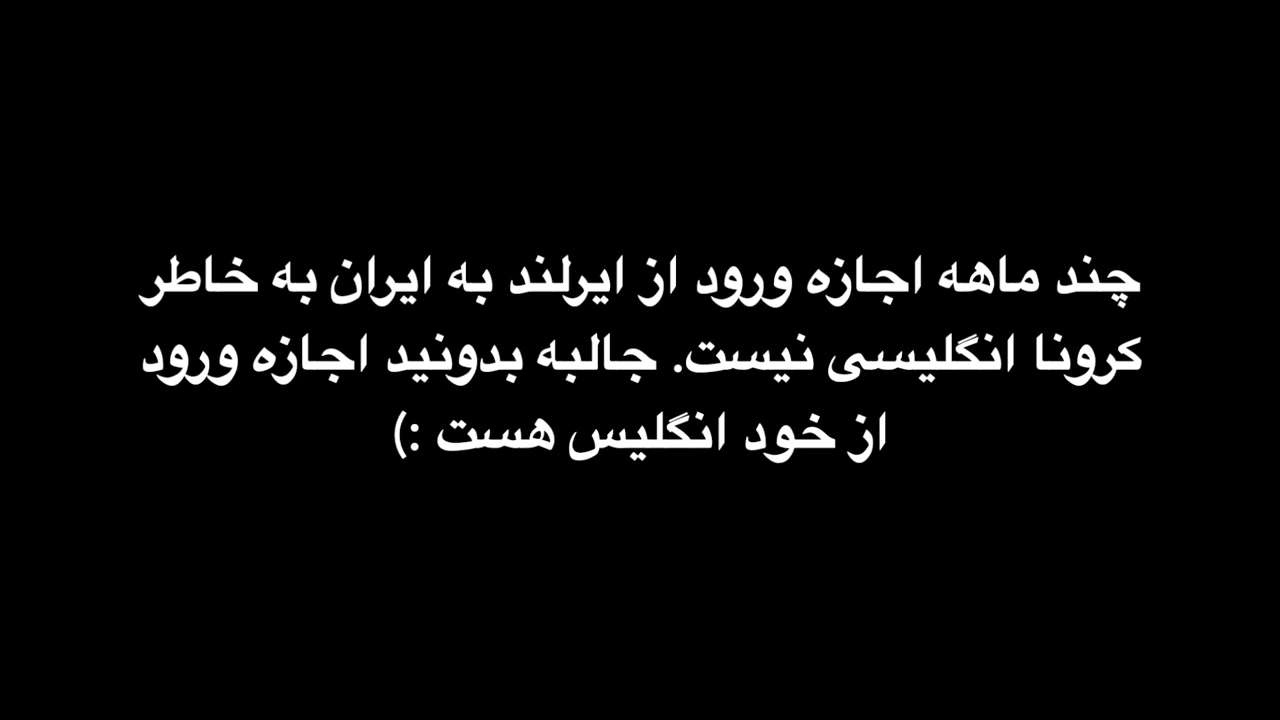 چند ماهه اجازه ورود از ایرلند به ایران به خاطر
کرونا انگلیسی نیست. جالبه بدونید اجازه ورود
از خود انگلیس هست :)